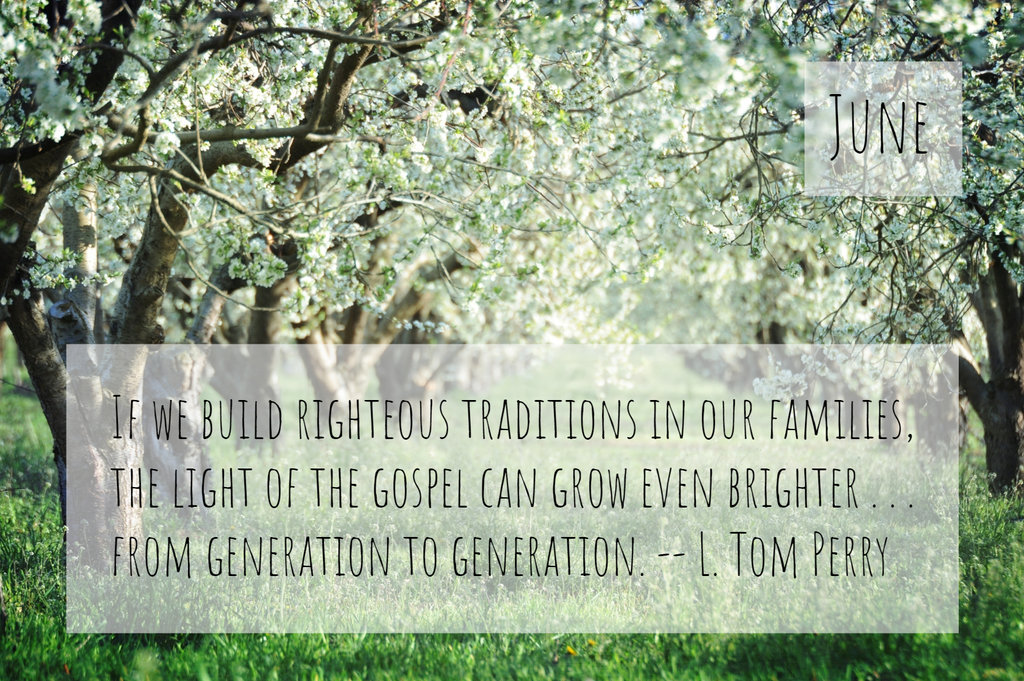 June
If we build righteous traditions in our families,
the light of the gospel can grow even brighter . . .
from generation to generation. -- L. Tom Perry